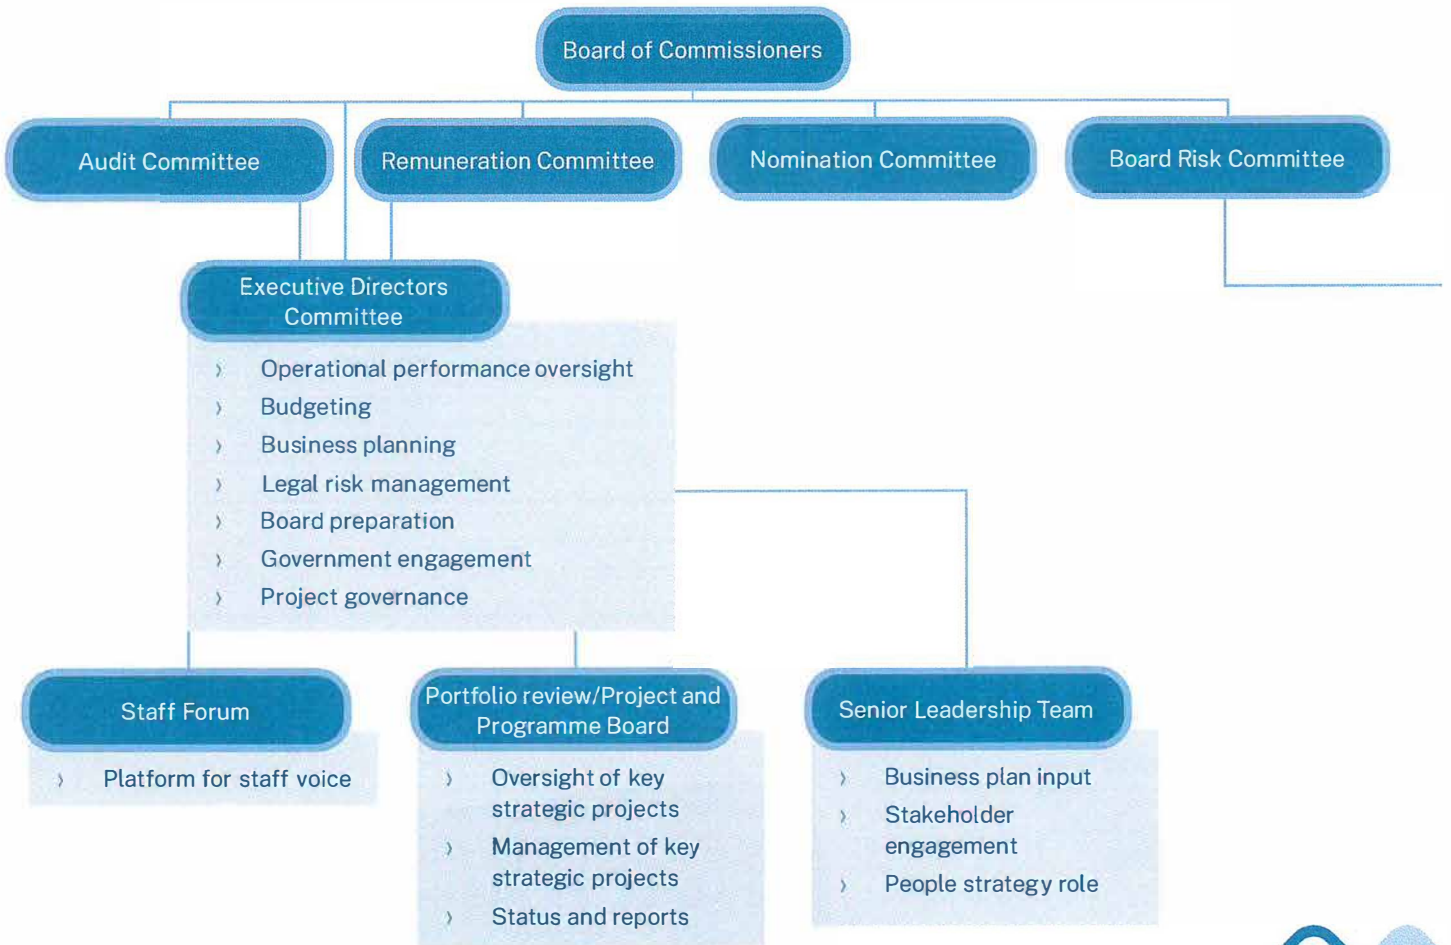 Board of Commissioners
Audit Committee
Remuneration Committee
Nomination Committee
Board Risk Committee
Executive Directors
Committee
› Operational performance oversight
› Budgeting
› Business planning
› Legal risk management
› Board preparation
› Government engagement
› Project governance
Staff Forum
› Platform for staff voice
Portfolio review/Project and
Programme Board
› Oversight of key
strategic projects
› Management of key
strategic projects
› Status and reports
Senior Leadership Team
› Business plan input
› Stakeholder
engagement
› People strategy role